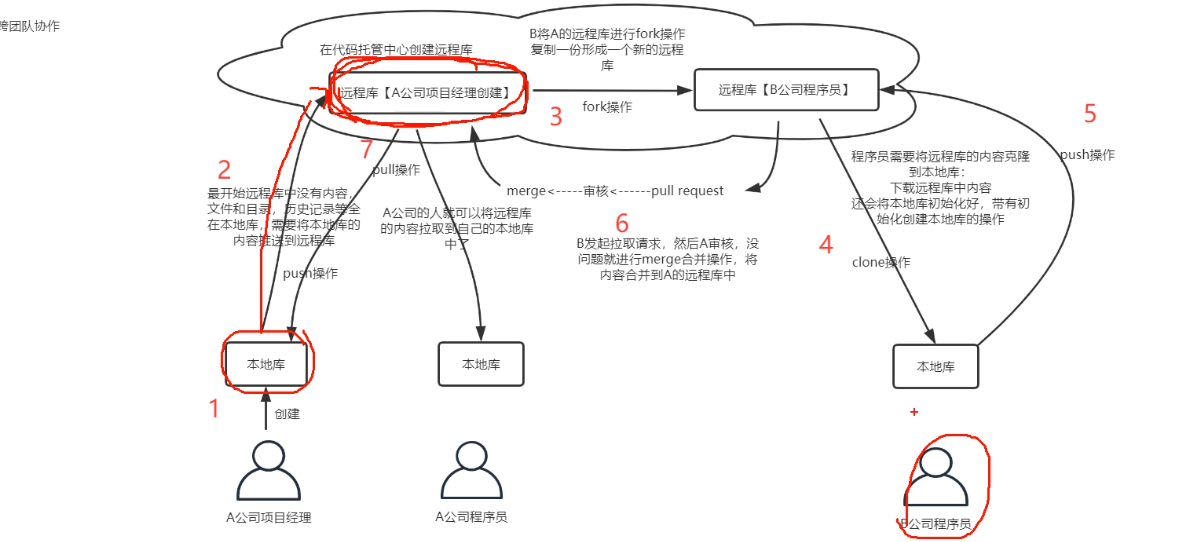 跨团队协作
在代码托管中心创建远程库
B将A的远程库进行fork操作
复制一份形成一个新的远程
库
远程库【A公司项目经理创建】
3
fork操作
远程库【B公司程序员】
5
push操作
2
最开始远程库中没有内容，
文件和目录，历史记录等全
在本地库，需要将本地库的
内容推送到远程库
push操作
7
pull操作
A公司的人就可以将远程库
的内容拉取到自己的本地库
中了
merge<-----审核<------pull request
6
B发起拉取请求，然后A审核，没
问题就进行merge合并操作，将
内容合并到A的远程库中
程序员需要将远程库的内容克隆
到本地库：
下载远程库中内容
还会将本地库初始化好，带有初
始化创建本地库的操作
4
clone操作
本地库
本地库
本地库
1
创建
A公司项目经理
A公司程序员
B公司程序员